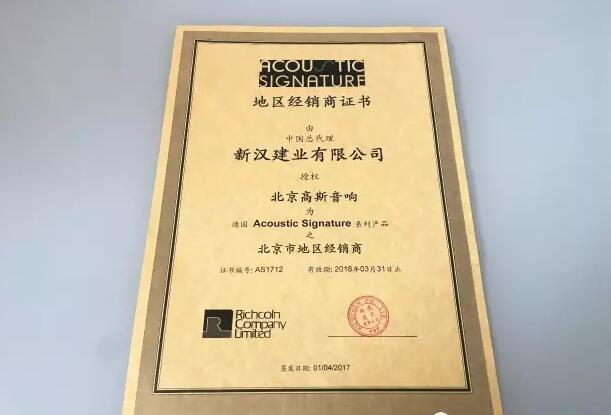 ACOUSTIC
SIGNATURE
地区经销商证书
由
中国总代理
新汉建业有限公司
授权
北京高斯音响
为
德国 Acoustic Signature 系列产品
之
北京市地区经销商
证书编号: AS1712 有效期: 2018年03月31日止
Richcoln
Company
Limited
签发日期: 01/04/2017